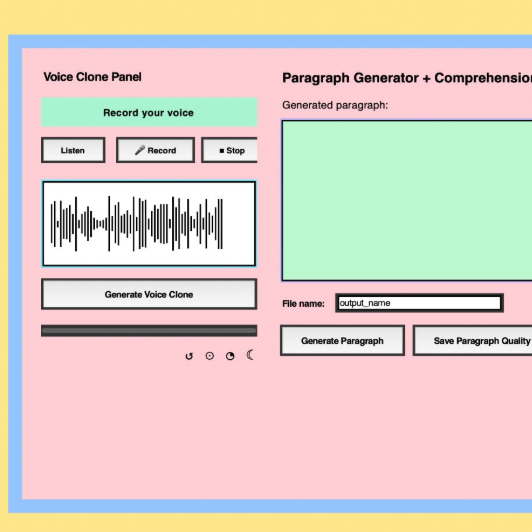 Voice Clone Panel
Record your voice
Listen
🎤 Record
■ Stop
Generate Voice Clone
↺ ⊙ ◔ ☾
Paragraph Generator + Comprehension
Generated paragraph:
File name:
output_name
Generate Paragraph
Save Paragraph Quality